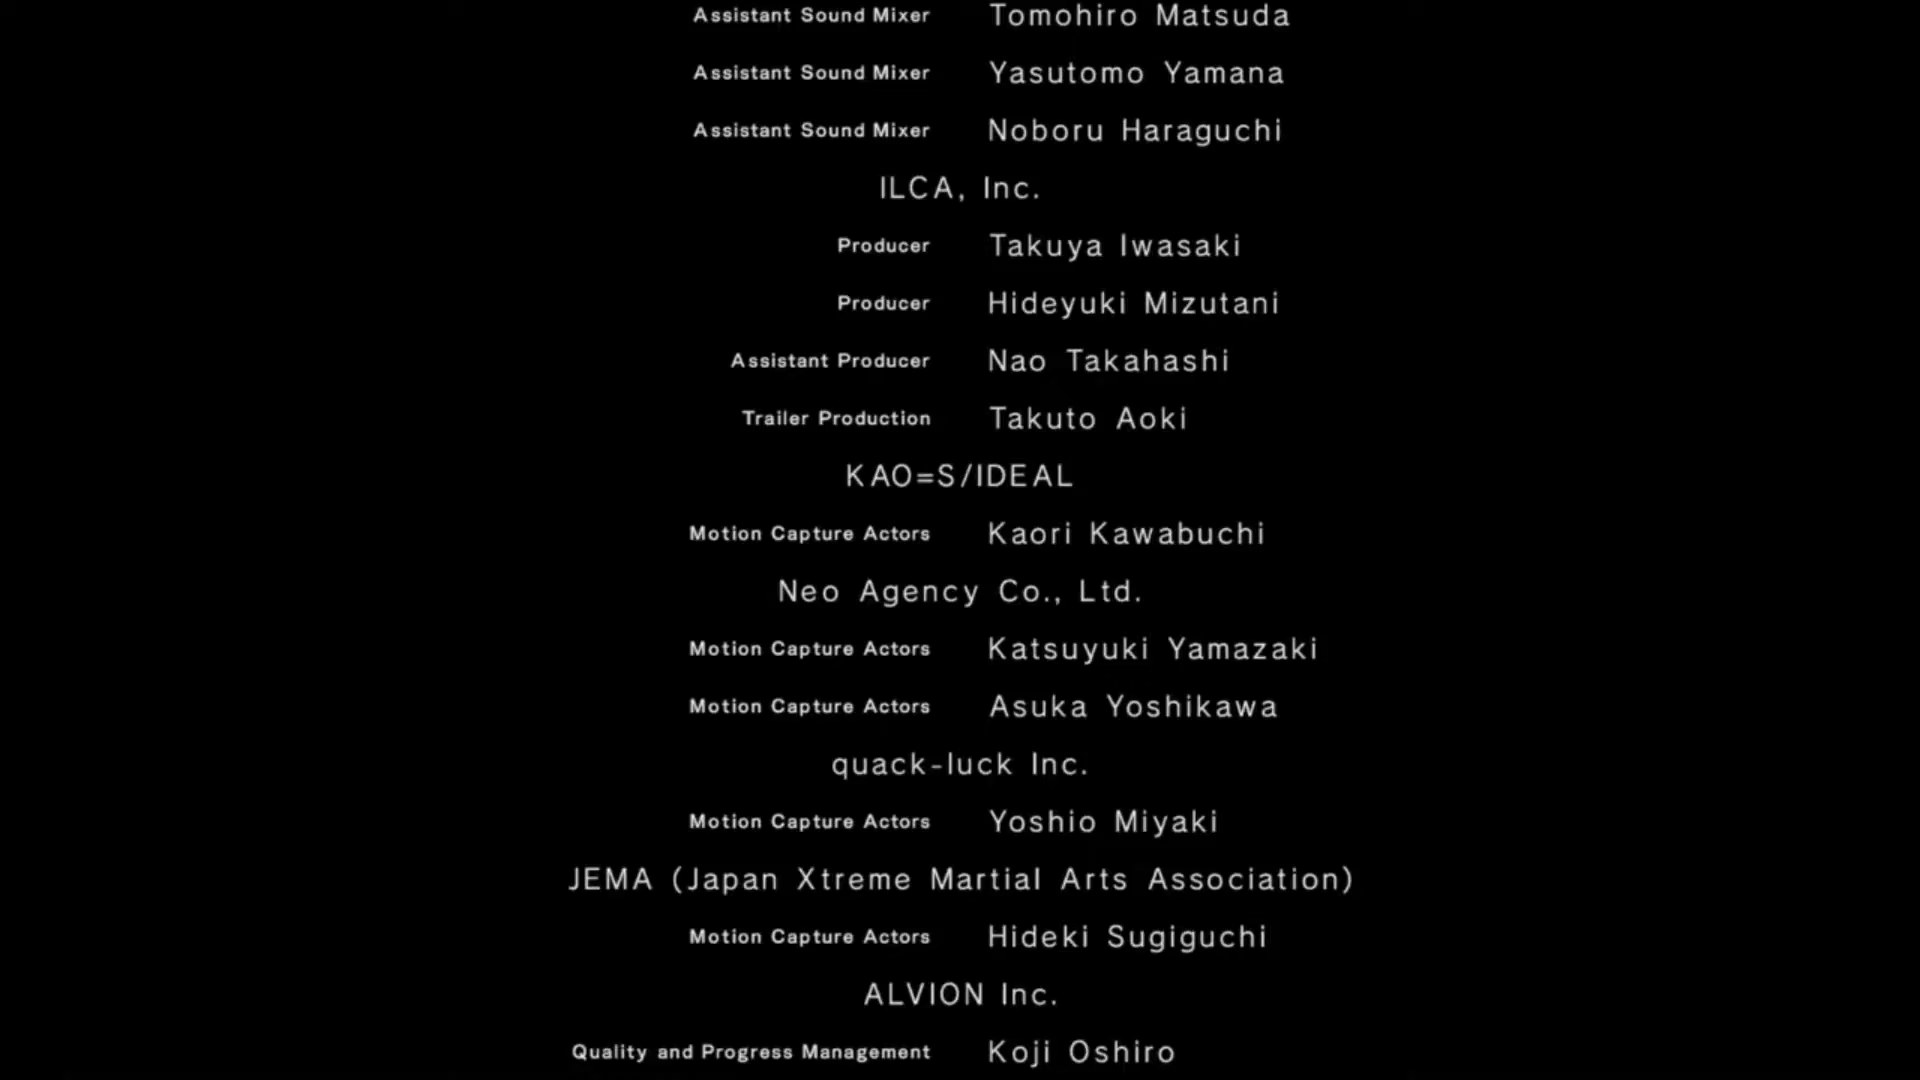 Assistant Sound Mixer Tomohiro Matsuda
Assistant Sound Mixer Yasutomo Yamana
Assistant Sound Mixer Noboru Haraguchi
ILCA, Inc.
Producer Takuya Iwasaki
Producer Hideyuki Mizutani
Assistant Producer Nao Takahashi
Trailer Production Takuto Aoki
KAO=S/IDEAL
Motion Capture Actors Kaori Kawabuchi
Neo Agency Co., Ltd.
Motion Capture Actors Katsuyuki Yamazaki
Motion Capture Actors Asuka Yoshikawa
quack-luck Inc.
Motion Capture Actors Yoshio Miyaki
JEMA (Japan Xtreme Martial Arts Association)
Motion Capture Actors Hideki Sugiguchi
ALVION Inc.
Quality and Progress Management Koji Oshiro